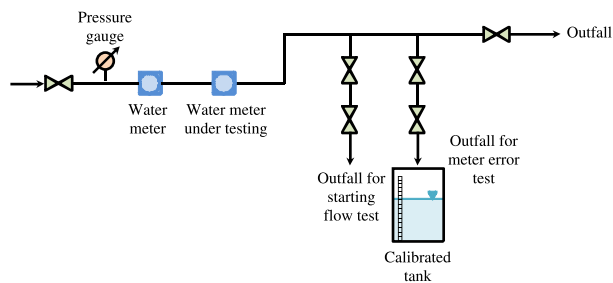 Pressure
gauge
Outfall
Water
meter
Water meter
under testing
Outfall for
meter error
test
Outfall for
starting
flow test
Calibrated
tank